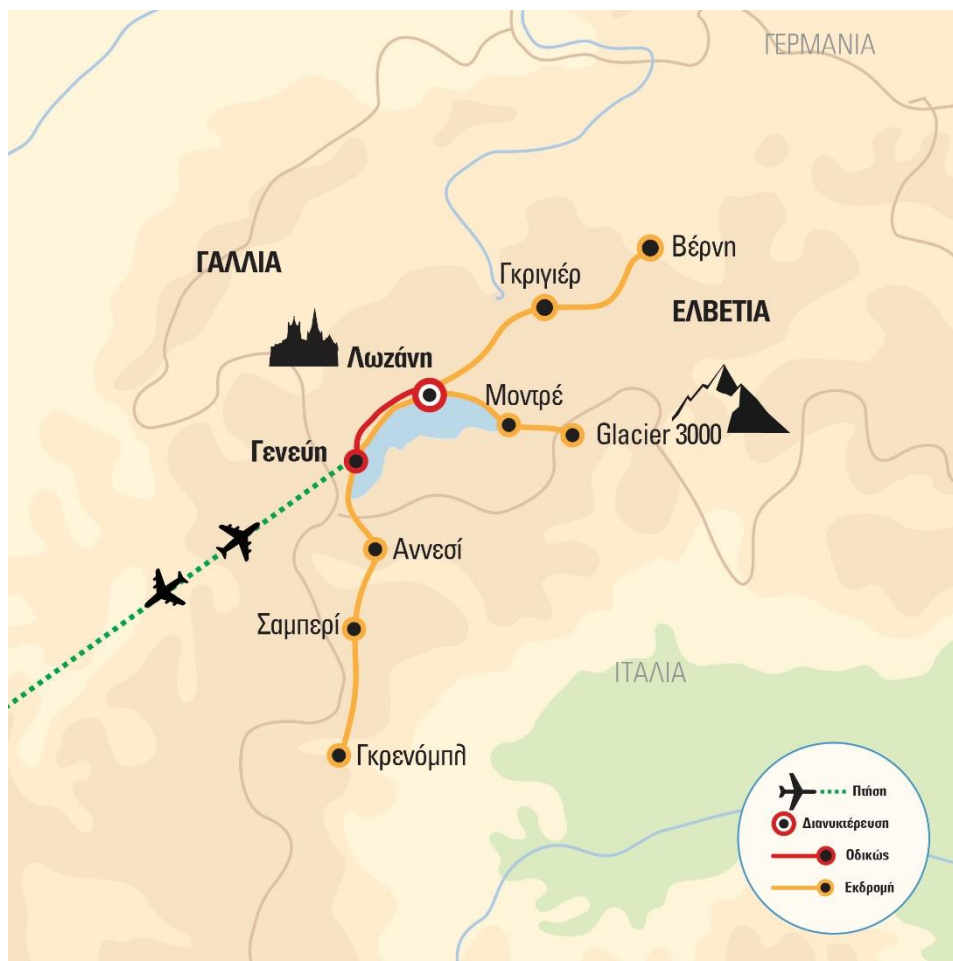 ΓΕΡΜΑΝΙΑ
Βέρνη
ΓΑΛΛΙΑ
Γκριγιέρ
ΕΛΒΕΤΙΑ
Λωζάνη
Μοντρέ
Glacier 3000
Γενεύη
Αννεσί
Σαμπερί
ΙΤΑΛΙΑ
Γκρενόμπλ
Πτήση
Διανυκτέρευση
Οδικώς
Εκδρομή